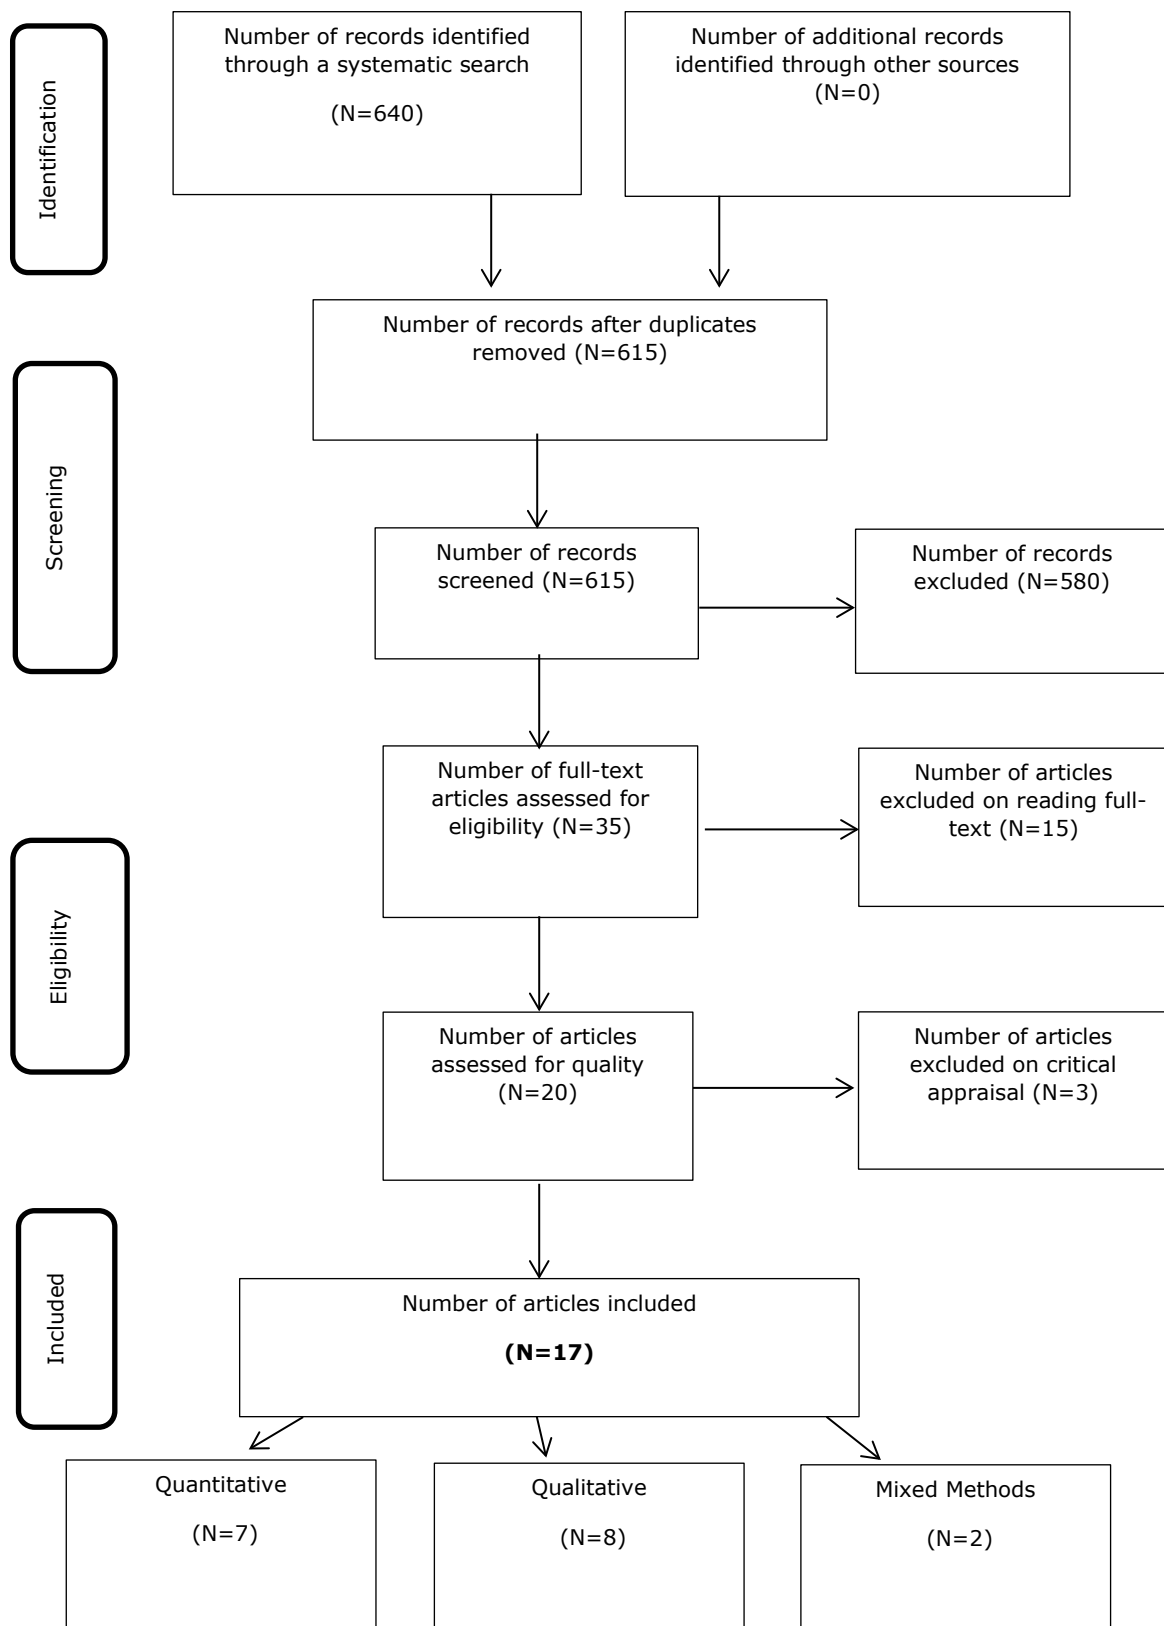 Identification
Number of records identified
through a systematic search
(N=640)
Number of additional records
identified through other sources
(N=0)
Number of records after duplicates
removed (N=615)
Screening
Number of records
screened (N=615)
Number of records
excluded (N=580)
Number of full-text
articles assessed for
eligibility (N=35)
Number of articles
excluded on reading full-
text (N=15)
Eligibility
Number of articles
assessed for quality
(N=20)
Number of articles
excluded on critical
appraisal (N=3)
Included
Number of articles included
(N=17)
Quantitative
(N=7)
Qualitative
(N=8)
Mixed Methods
(N=2)